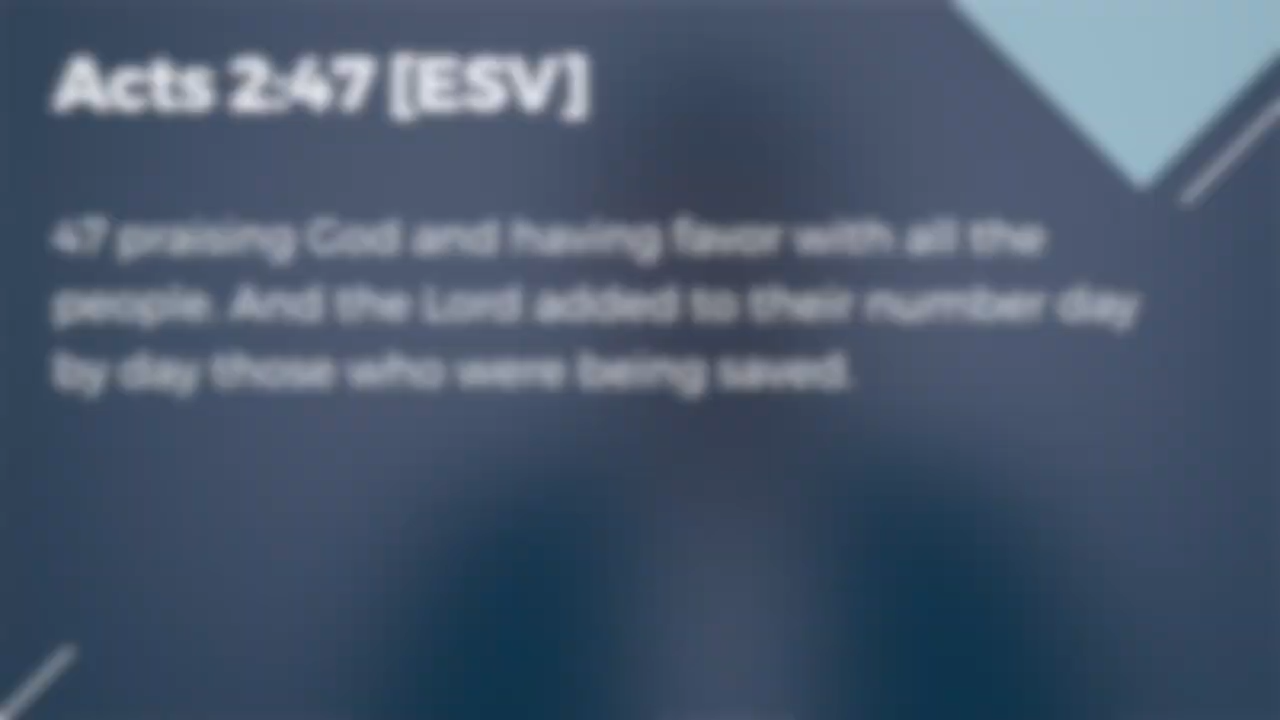 Acts 2:47 [ESV]
47 praising God and having favor with all the
people. And the Lord added to their number day
by day those who were being saved.